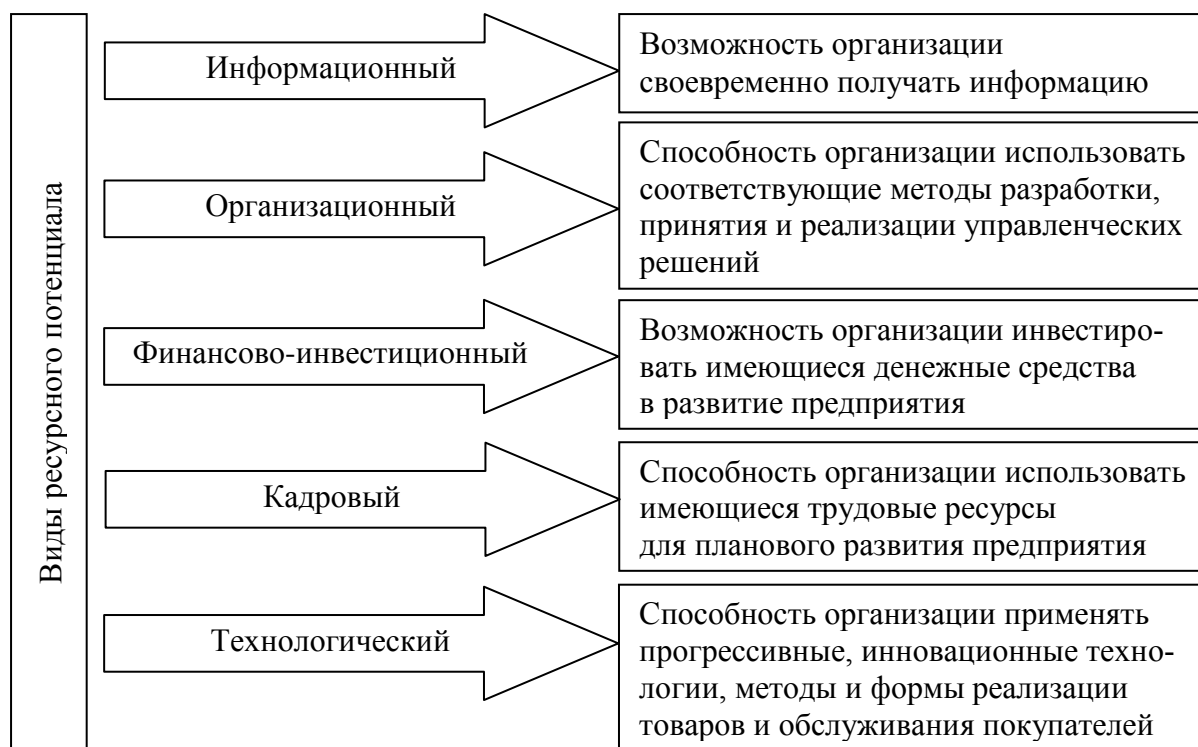 Виды ресурсного потенциала
Информационный
Возможность организации
своевременно получать информацию
Организационный
Способность организации использовать
соответствующие методы разработки,
принятия и реализации управленческих
решений
Финансово-инвестиционный
Возможность организации инвестиро-
вать имеющиеся денежные средства
в развитие предприятия
Кадровый
Способность организации использовать
имеющиеся трудовые ресурсы
для планового развития предприятия
Технологический
Способность организации применять
прогрессивные, инновационные техно-
логии, методы и формы реализации
товаров и обслуживания покупателей